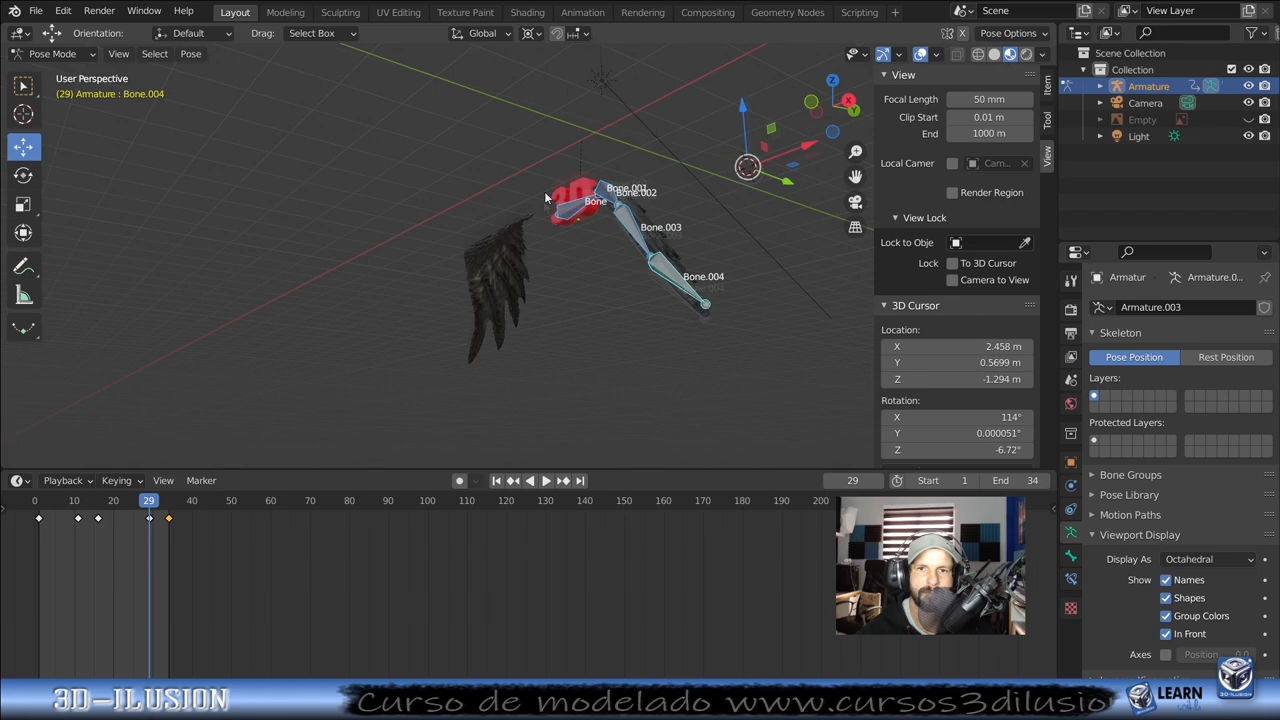 File Edit Render Window Help Layout Modeling Sculpting UV Editing Texture Paint Shading Animation Rendering Compositing Geometry Nodes Scripting + Scene View Layer
Orientation: Default Drag: Select Box Global Pose Options
Pose Mode View Select Pose
User Perspective
(29) Armature : Bone.004
Z
X
Y
3D
Bone.001
Bone.002
Bone
Bone.003
Bone.004
View
Focal Length 50 mm
Clip Start 0.01 m
End 1000 m
Local Camer Cam...
Render Region
View Lock
Lock to Obje
Lock To 3D Cursor
Camera to View
3D Cursor
Location:
X 2.458 m
Y 0.5699 m
Z -1.294 m
Rotation:
X 114°
Y 0.000051°
Z -6.72°
Item
Tool
View
Scene Collection
Collection
Armature
Camera
Empty
Light
Armatur Armature.0...
Armature.003
Skeleton
Pose Position Rest Position
Layers:
Protected Layers:
Bone Groups
Pose Library
Motion Paths
Viewport Display
Display As Octahedral
Show Names
Shapes
Group Colors
In Front
Axes Position 0.0
Playback Keying View Marker 29 Start 1 End 34
0 10 20 29 40 50 60 70 80 90 100 110 120 130 140 150 160 170 180 190 200
3D-ILUSION Curso de modelado www.cursos3dilusio LEARN